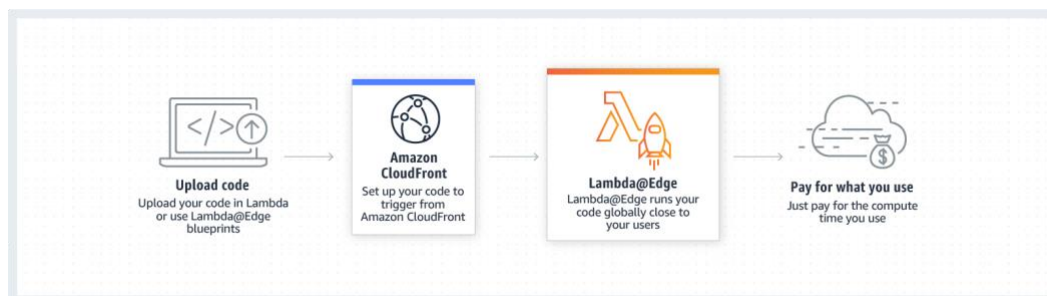 Upload code
Upload your code in Lambda
or use Lambda@Edge
blueprints
Amazon
CloudFront
Set up your code to
trigger from
Amazon CloudFront
Lambda@Edge
Lambda@Edge runs your
code globally close to
your users
Pay for what you use
Just pay for the compute
time you use